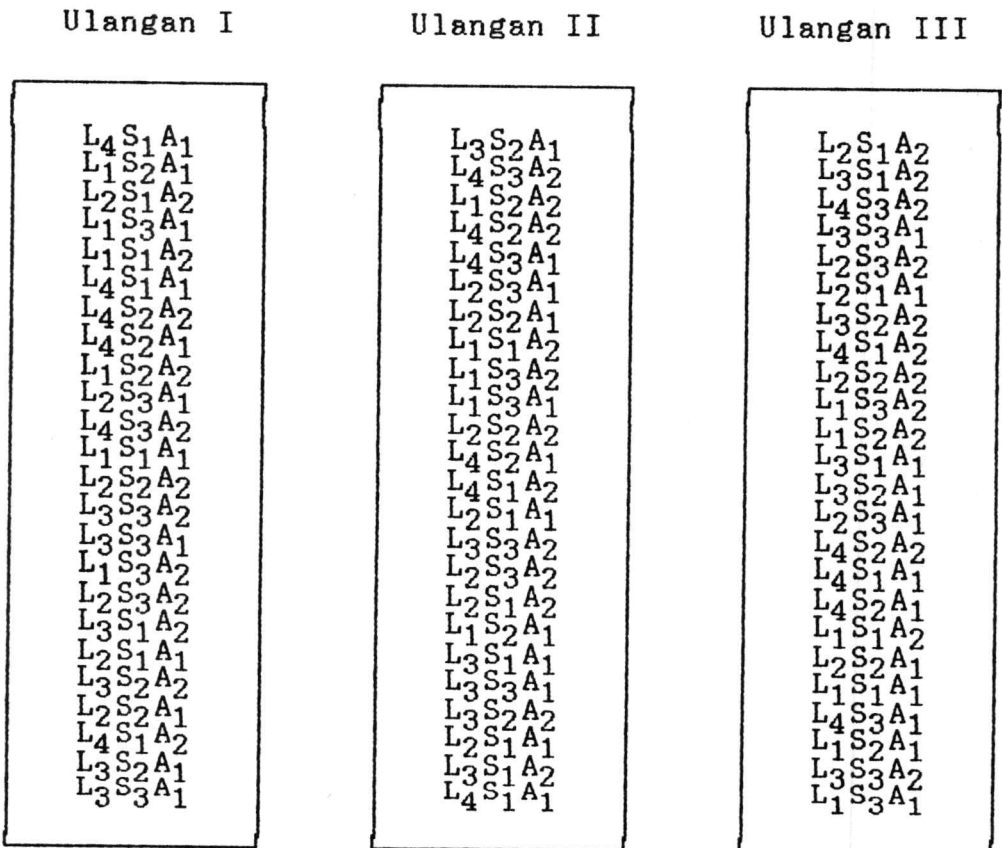 Ulangan I
L4S1A1
L1S2A1
L2S1A2
L1S3A1
L1S1A2
L4S1A1
L4S2A2
L4S2A1
L1S2A2
L2S3A1
L4S3A2
L1S1A1
L2S2A2
L3S3A2
L3S3A1
L1S3A2
L2S3A2
L3S1A2
L2S1A1
L3S2A2
L2S2A1
L4S1A2
L3S2A1
L3S3A1
Ulangan II
L3S2A1
L4S3A2
L1S2A2
L4S2A2
L4S3A1
L2S3A1
L2S2A1
L1S1A2
L1S3A2
L1S3A1
L2S2A2
L4S2A1
L4S1A2
L2S1A1
L3S3A2
L2S3A2
L2S1A2
L1S2A1
L3S1A1
L3S3A1
L3S2A2
L2S1A1
L3S1A2
L4S1A1
Ulangan III
L2S1A2
L3S1A2
L4S3A2
L3S3A1
L2S3A2
L2S1A1
L3S2A2
L4S1A2
L2S2A2
L1S3A2
L1S2A2
L3S1A1
L3S2A1
L2S3A1
L4S2A2
L4S1A1
L4S2A1
L1S1A2
L2S2A1
L1S1A1
L4S3A1
L1S2A1
L3S3A2
L1S3A1